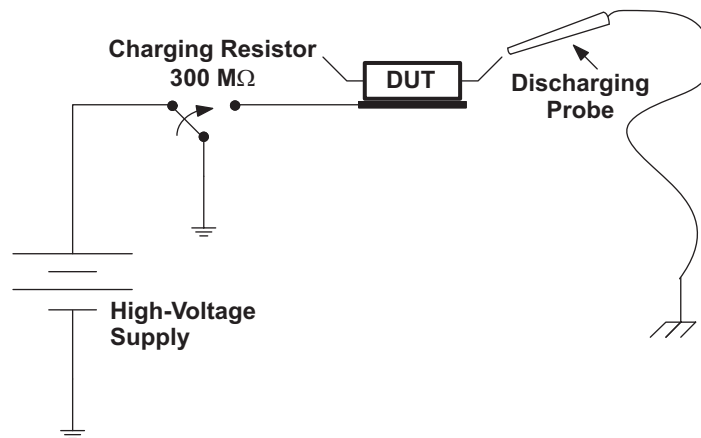 Charging Resistor
300 MΩ
DUT
Discharging
Probe
High-Voltage
Supply